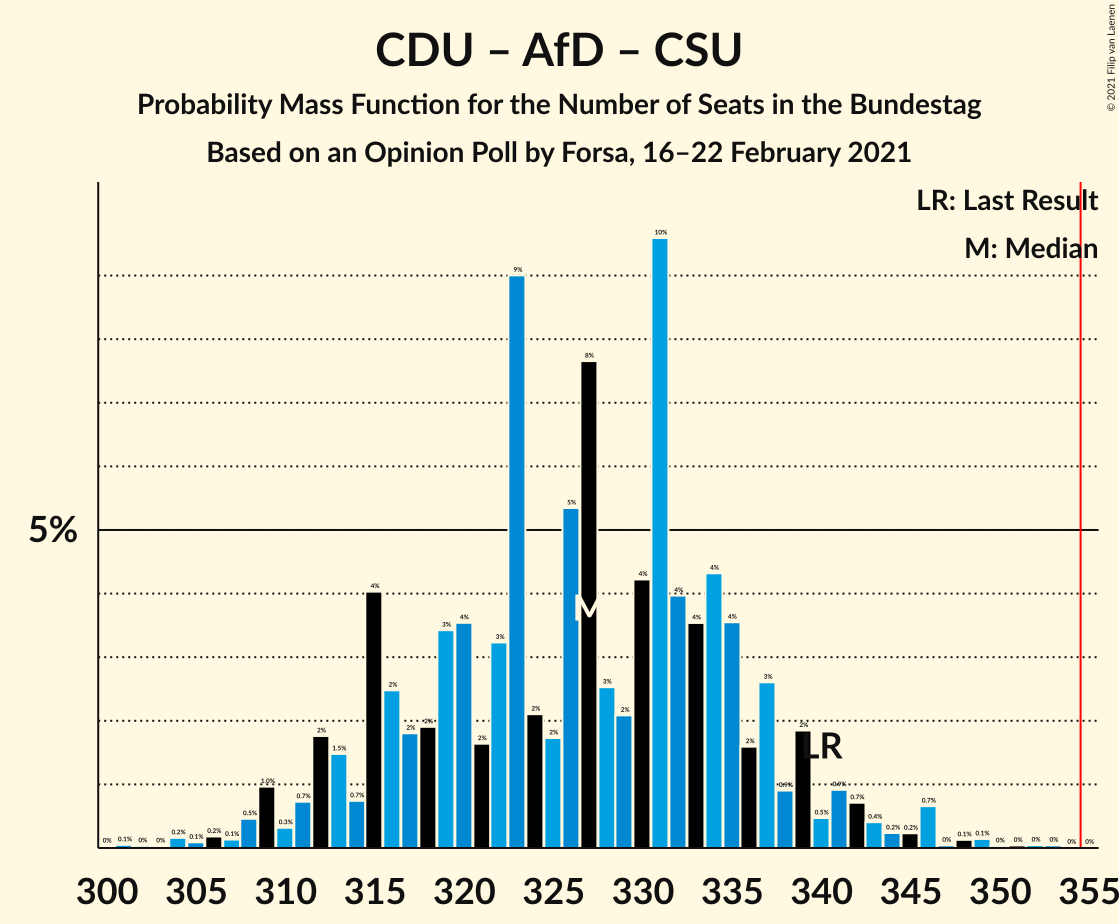 CDU – AfD – CSU
Probability Mass Function for the Number of Seats in the Bundestag
Based on an Opinion Poll by Forsa, 16–22 February 2021
© 2021 Filip van Laenen
LR: Last Result
M: Median
5%
0% 0.1% 0% 0% 0.2% 0.1% 0.2% 0.1% 0.5% 1.0% 0.3% 0.7% 2% 1.5% 0.7% 4% 2% 2% 2% 3% 4% 2% 3% 9% 2% 2% 5% 8% 3% 2% 4% 10% 4% 4% 4% 4% 2% 3% 0.9% 2% 0.5% 0.9% 0.7% 0.4% 0.2% 0.2% 0.7% 0% 0.1% 0.1% 0% 0% 0% 0% 0% 0%
M
LR
300 305 310 315 320 325 330 335 340 345 350 355